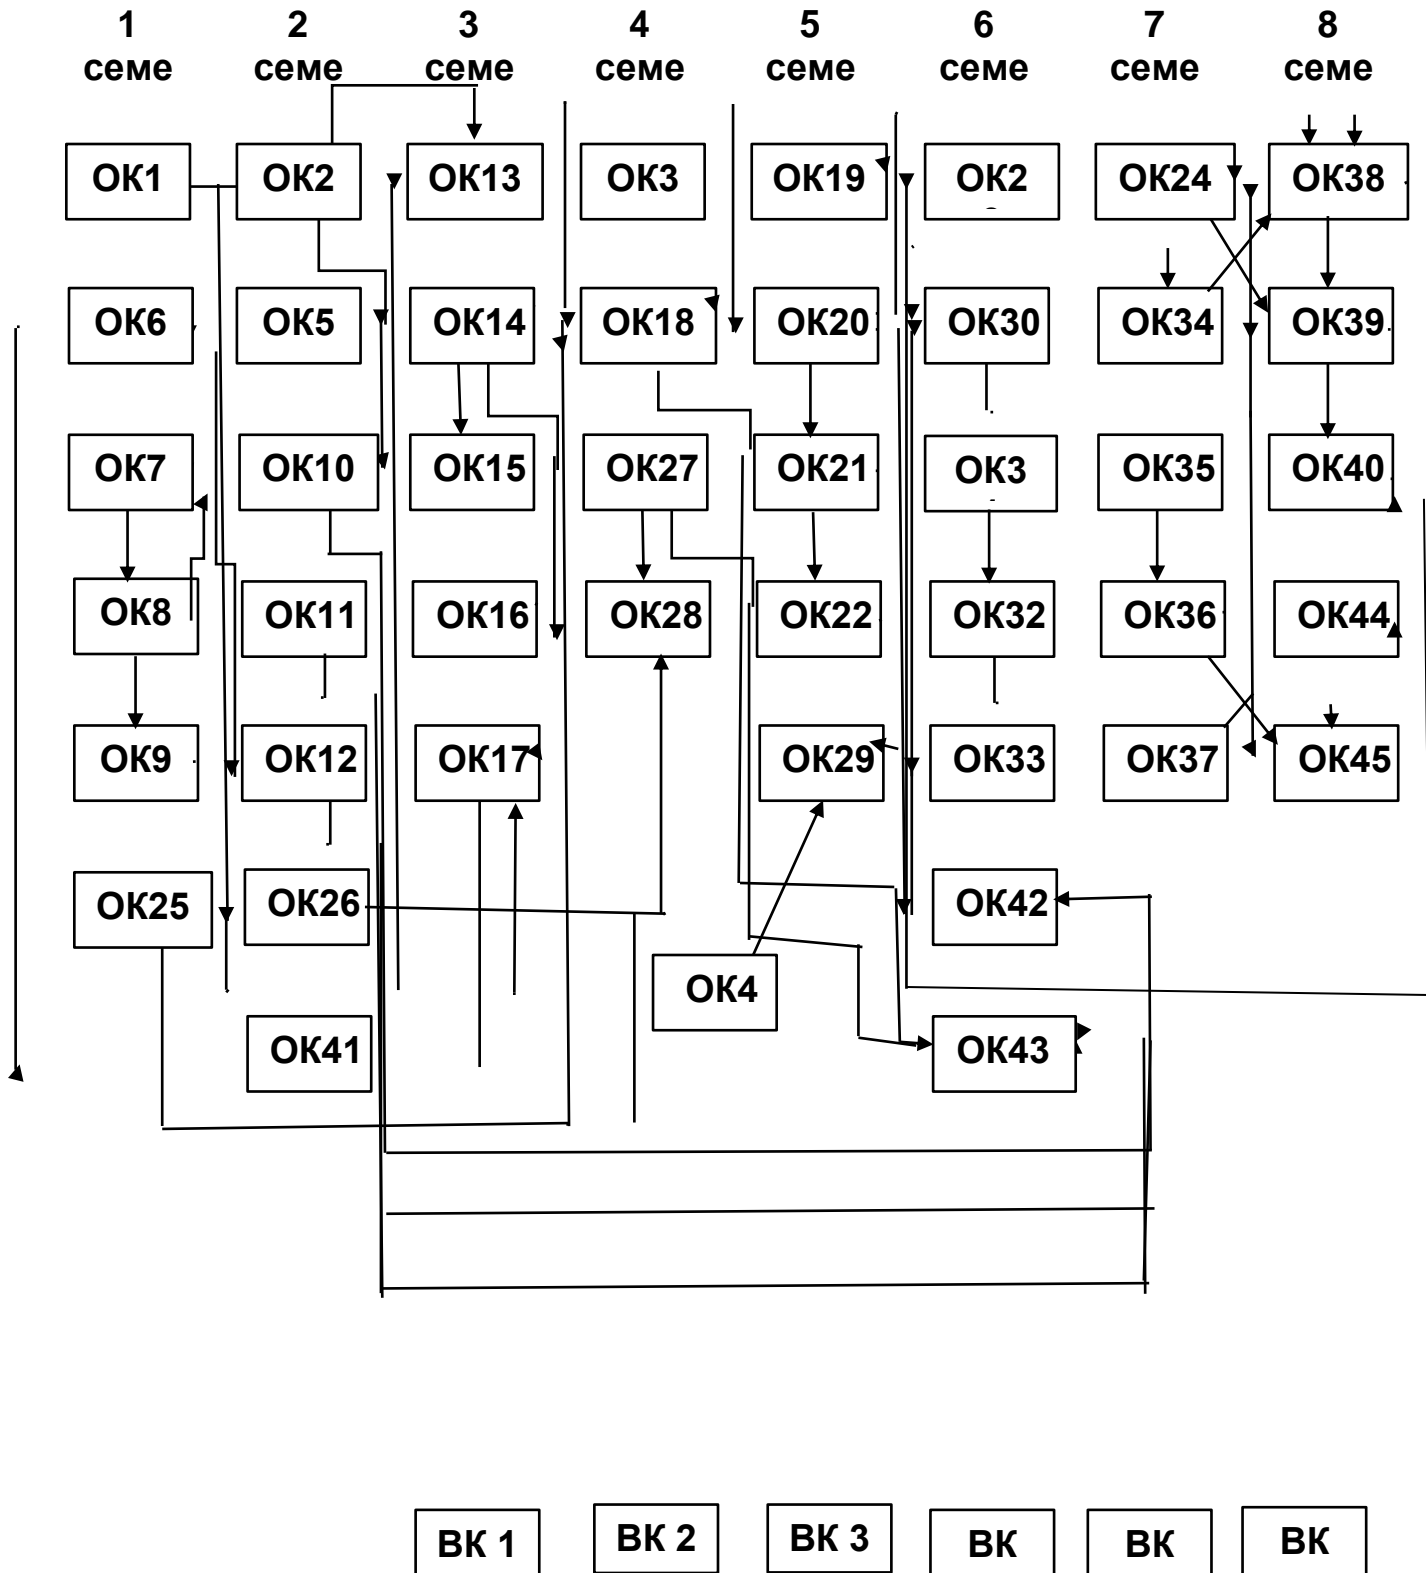 1 2 3 4 5 6 7 8
семе семе семе семе семе семе семе семе
ОК1 ОК2 ОК13 ОК3 ОК19 ОК2 ОК24 ОК38
ОК6 ОК5 ОК14 ОК18 ОК20 ОК30 ОК34 ОК39
ОК7 ОК10 ОК15 ОК27 ОК21 ОК3 ОК35 ОК40
ОК8 ОК11 ОК16 ОК28 ОК22 ОК32 ОК36 ОК44
ОК9 ОК12 ОК17 ОК29 ОК33 ОК37 ОК45
ОК25 ОК26 ОК42
ОК4
ОК41 ОК43
ВК 1 ВК 2 ВК 3 ВК ВК ВК